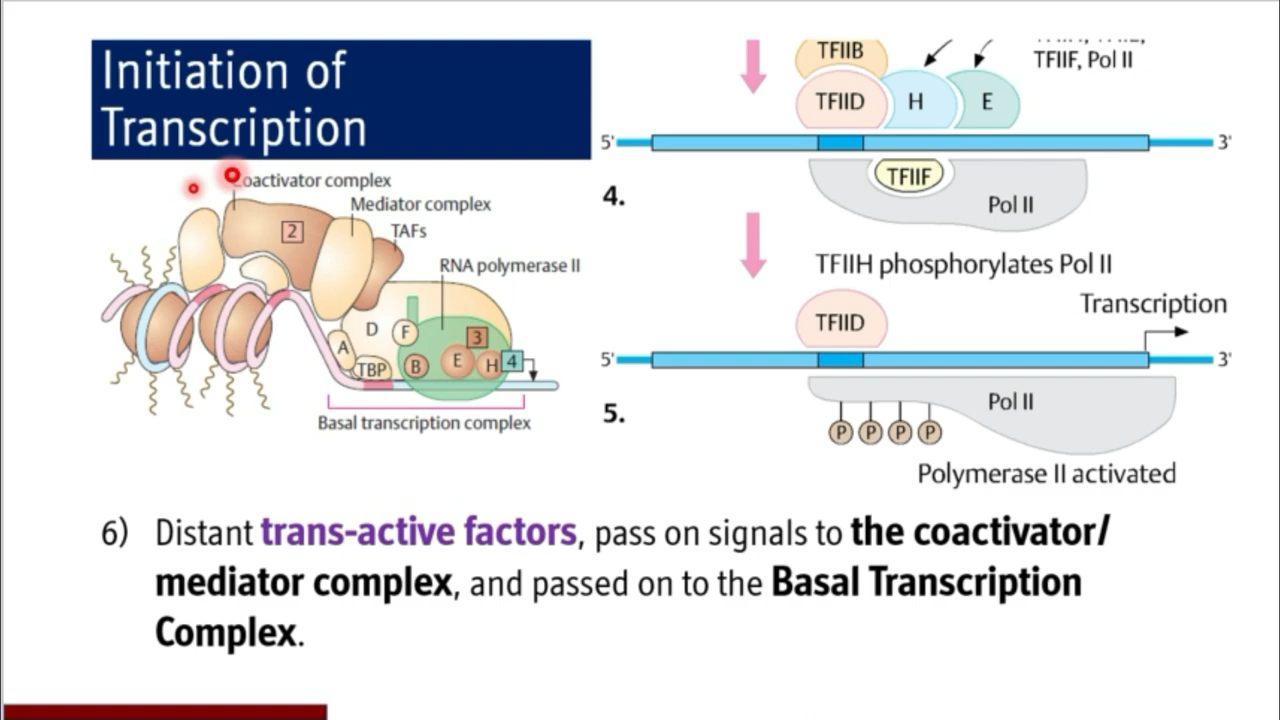 Initiation of
Transcription
Coactivator complex
Mediator complex
2
TAFs
RNA polymerase II
D
F
3
A
TBP
B
E
H
4
Basal transcription complex
TFIIB
TFIIF, Pol II
TFIID
H
E
5'
3'
TFIIF
4.
Pol II
TFIIH phosphorylates Pol II
Transcription
TFIID
5'
3'
Pol II
5.
P P P P
Polymerase II activated
6) Distant trans-active factors, pass on signals to the coactivator/
mediator complex, and passed on to the Basal Transcription
Complex.